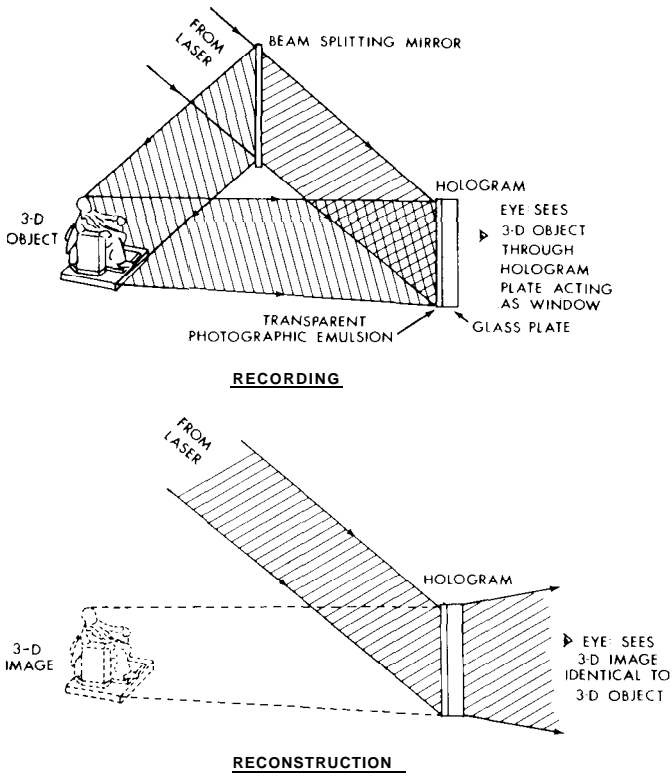 FROM
LASER
BEAM SPLITTING MIRROR
HOLOGRAM
3-D
OBJECT
EYE SEES
3-D OBJECT
THROUGH
HOLOGRAM
PLATE ACTING
AS WINDOW
TRANSPARENT
PHOTOGRAPHIC EMULSION
GLASS PLATE
RECORDING
FROM
LASER
HOLOGRAM
3-D
IMAGE
EYE SEES
3-D IMAGE
IDENTICAL TO
3-D OBJECT
RECONSTRUCTION